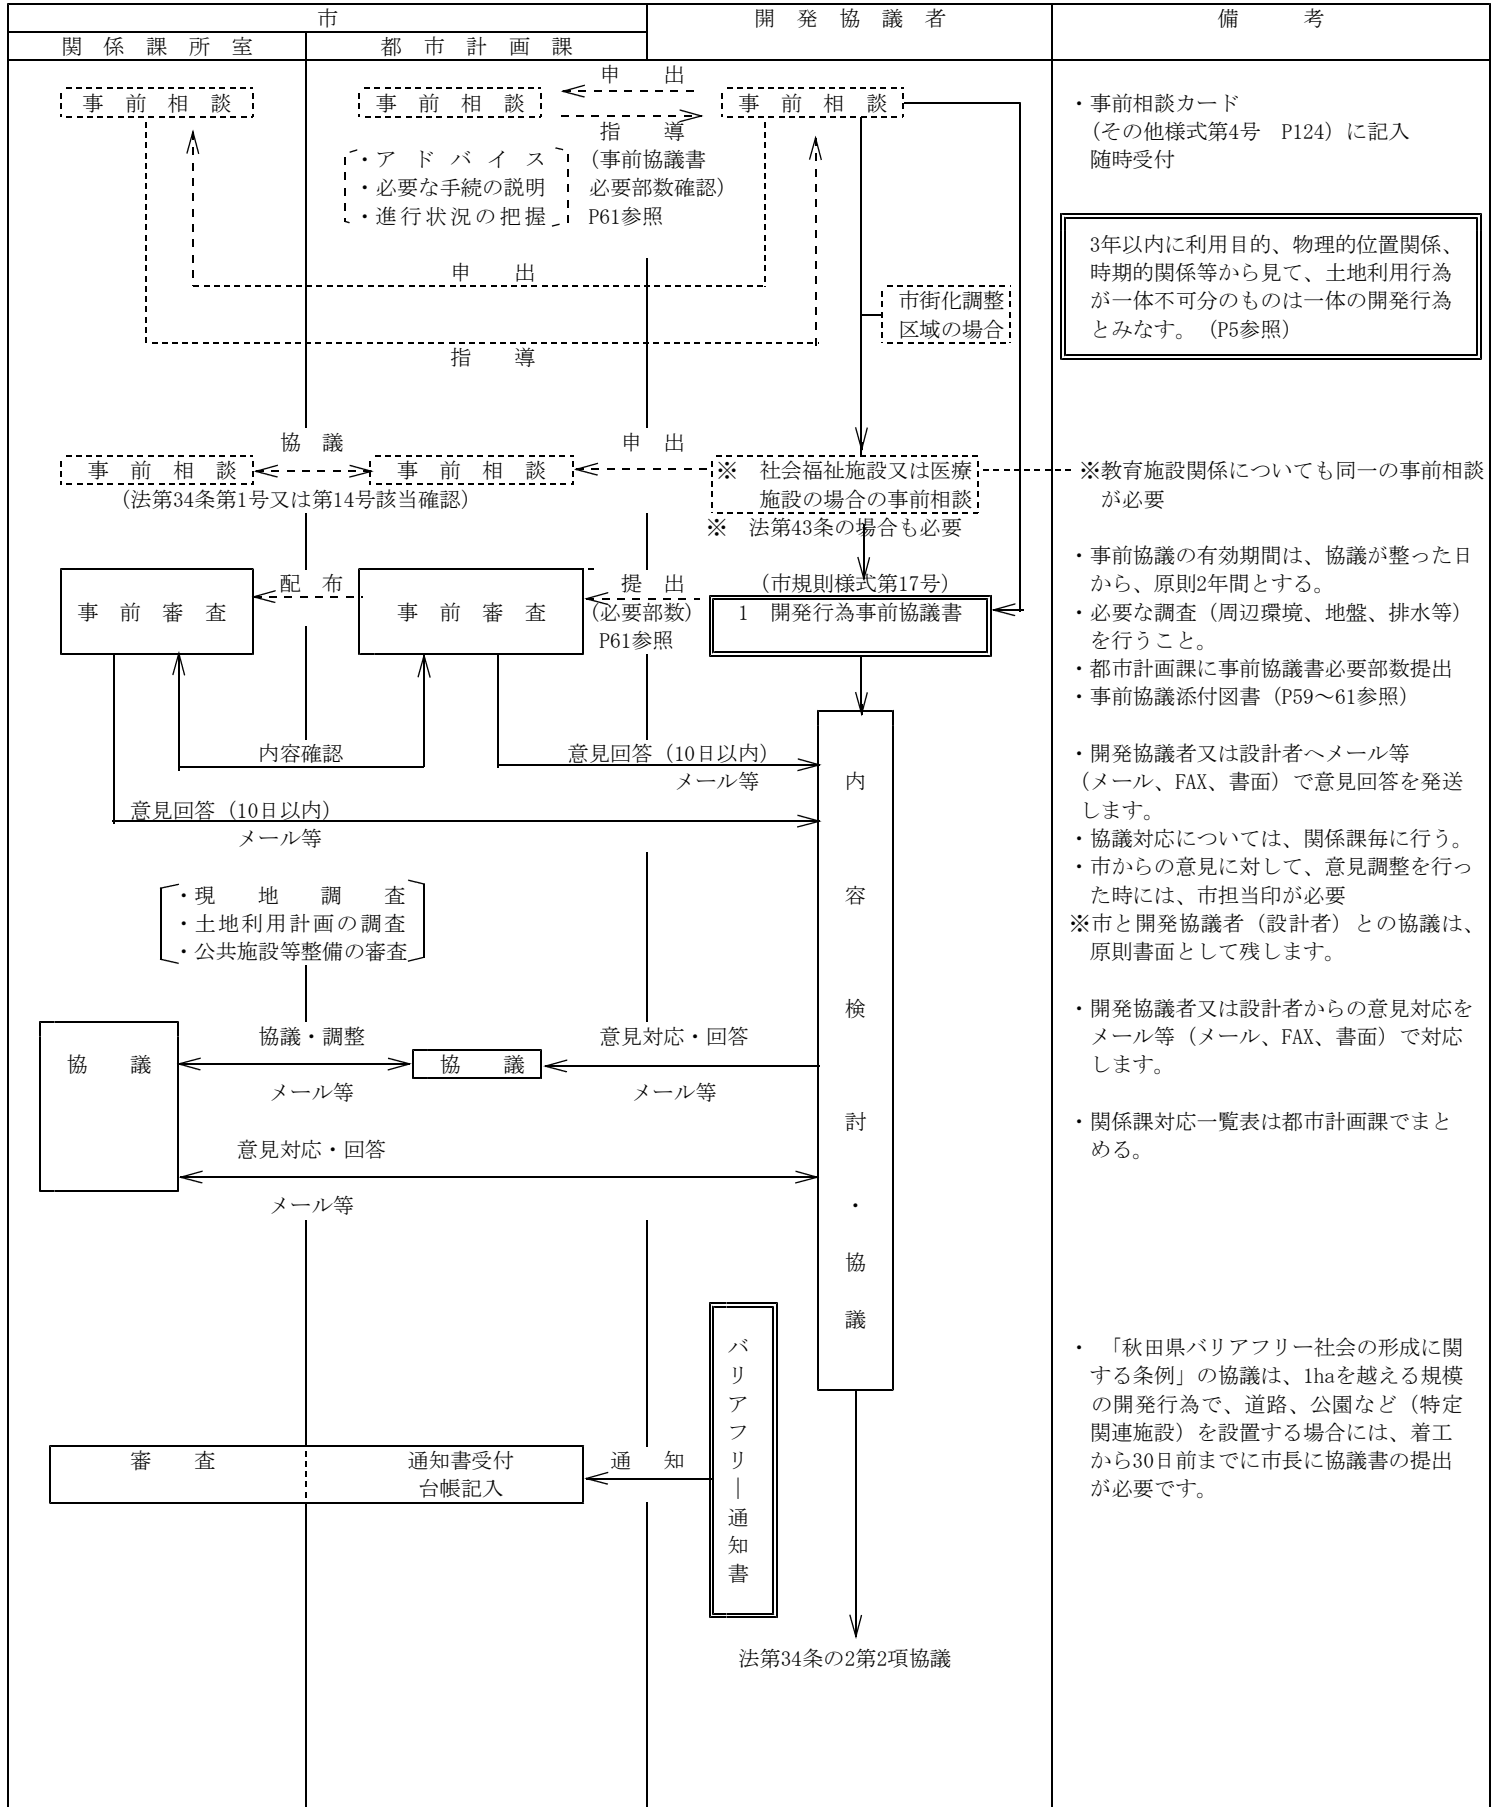 市
開　発　協　議　者
備　　　　考
関　係　課　所　室
都　市　計　画　課
申　　出
事　前　相　談
事　前　相　談
事　前　相　談
指　　導
・ア　ド　バ　イ　ス
・必要な手続の説明
・進行状況の把握
（事前協議書
必要部数確認）
P61参照
申　　出
市街化調整
区域の場合
指　　導
・事前相談カード
（その他様式第4号　P124）に記入
随時受付
3年以内に利用目的、物理的位置関係、
時期的関係等から見て、土地利用行為
が一体不可分のものは一体の開発行為
とみなす。（P5参照）
協　議
申　出
事　前　相　談
事　前　相　談
※　社会福祉施設又は医療
施設の場合の事前相談
（法第34条第1号又は第14号該当確認）
※　法第43条の場合も必要
※教育施設関係についても同一の事前相談
が必要
配　布
提　出
（市規則様式第17号）
事　前　審　査
事　前　審　査
（必要部数）
P61参照
1　開発行為事前協議書
・事前協議の有効期間は、協議が整った日
から、原則2年間とする。
・必要な調査（周辺環境、地盤、排水等）
を行うこと。
・都市計画課に事前協議書必要部数提出
・事前協議添付図書（P59～61参照）
内容確認
意見回答（10日以内）
メール等
意見回答（10日以内）
メール等
内容検討・協議
・開発協議者又は設計者へメール等
（メール、FAX、書面）で意見回答を発送
します。
・協議対応については、関係課毎に行う。
・市からの意見に対して、意見調整を行っ
た時には、市担当印が必要
※市と開発協議者（設計者）との協議は、
原則書面として残します。
・現　　地　　調　　査
・土地利用計画の調査
・公共施設等整備の審査
協議・調整
意見対応・回答
協　　議
協　　議
メール等
メール等
意見対応・回答
メール等
・開発協議者又は設計者からの意見対応を
メール等（メール、FAX、書面）で対応
します。
・関係課対応一覧表は都市計画課でまと
める。
バリアフリー通知書
審　　査
通知書受付
台帳記入
通　　知
・　「秋田県バリアフリー社会の形成に関
する条例」の協議は、1haを越える規模
の開発行為で、道路、公園など（特定
関連施設）を設置する場合には、着工
から30日前までに市長に協議書の提出
が必要です。
法第34条の2第2項協議